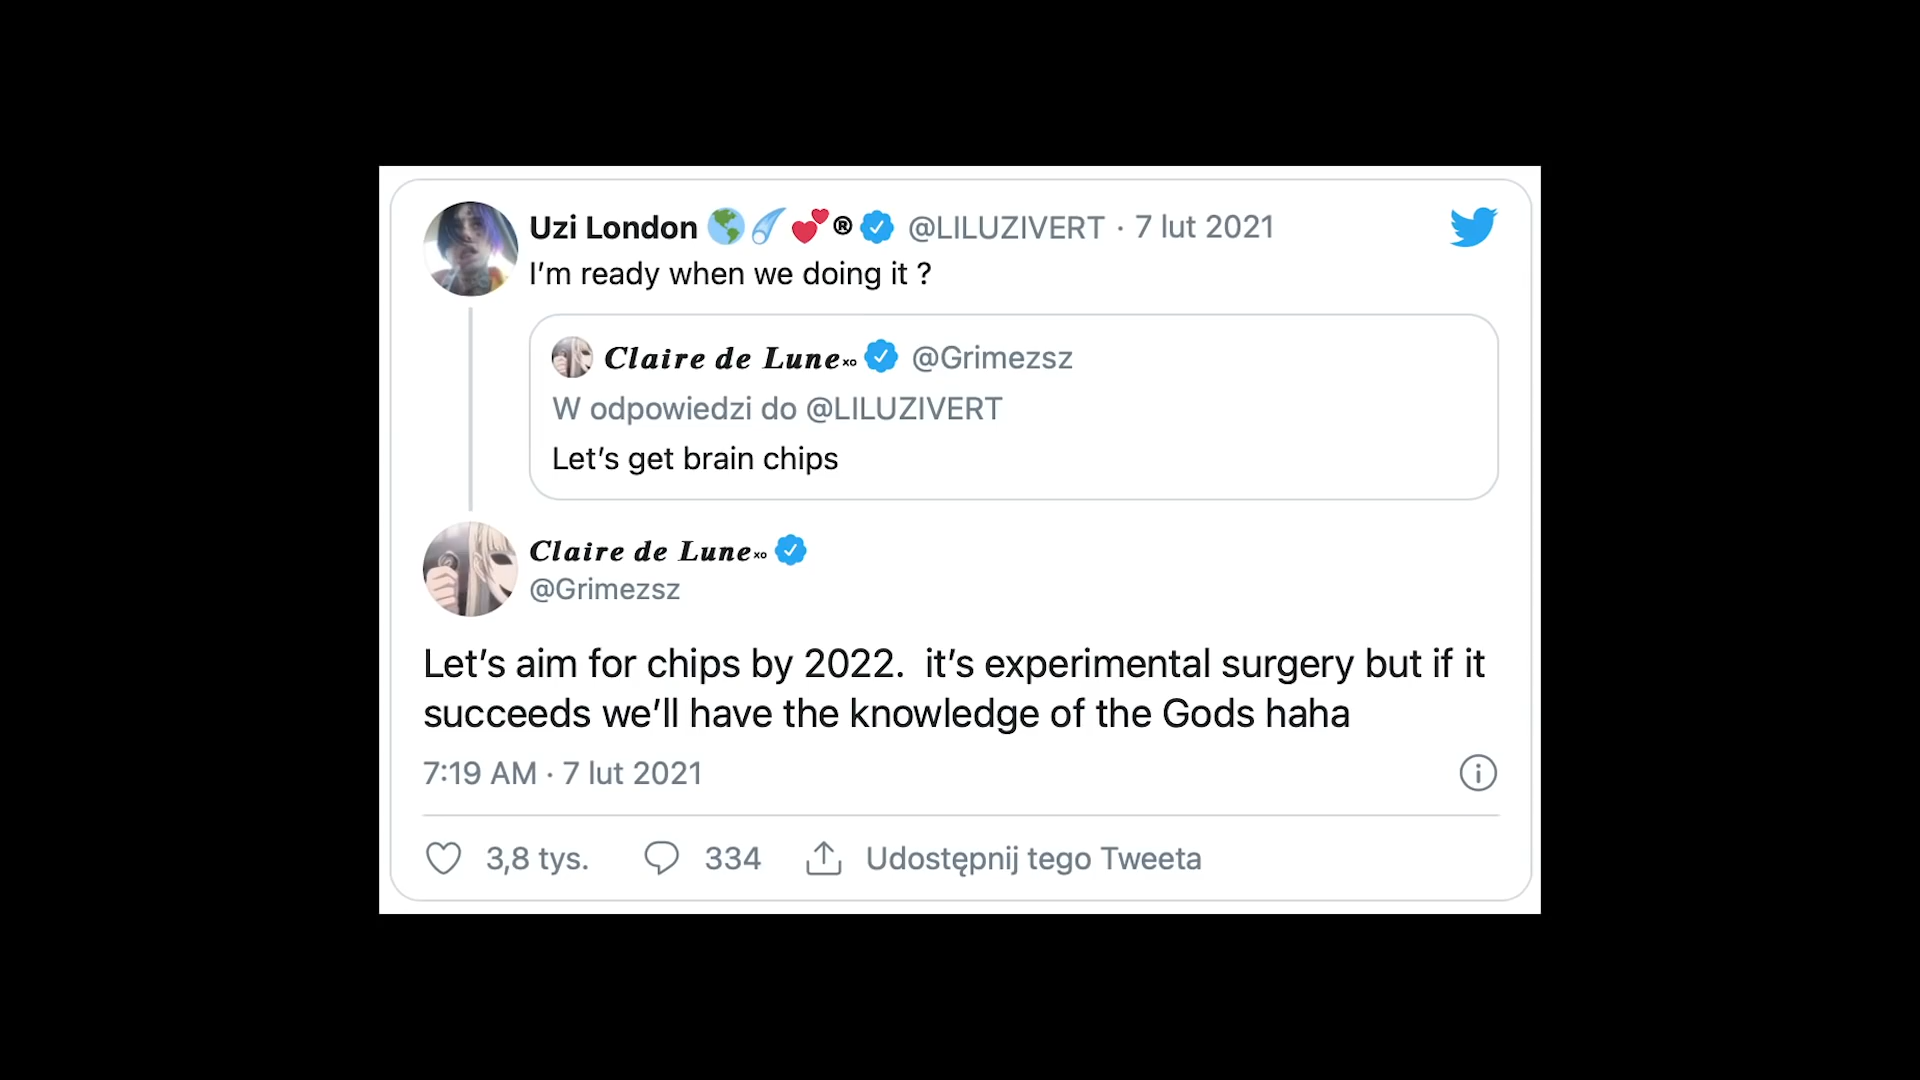 Uzi London 🌎☄️💕® @LILUZIVERT · 7 lut 2021
I’m ready when we doing it ?
Claire de Lune xo @Grimezsz
W odpowiedzi do @LILUZIVERT
Let’s get brain chips
Claire de Lune xo
@Grimezsz
Let’s aim for chips by 2022.  it’s experimental surgery but if it
succeeds we’ll have the knowledge of the Gods haha
7:19 AM · 7 lut 2021
3,8 tys. 334 Udostępnij tego Tweeta